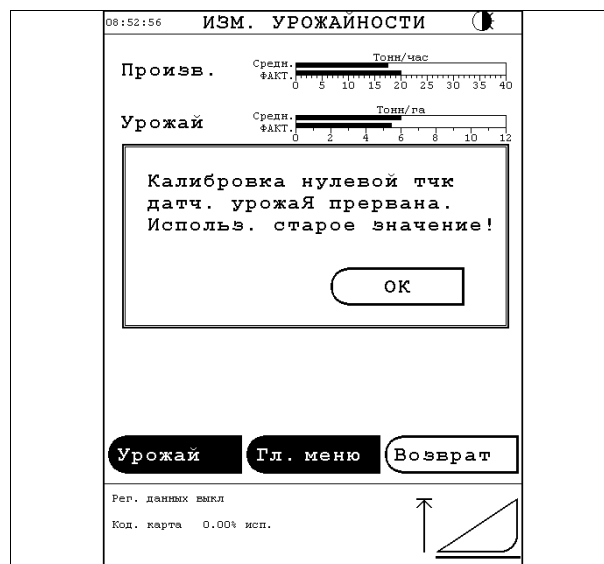 08:52:56 ИЗМ. УРОЖАЙНОСТИ
Тонн/час
Произв. Средн.
ФАКТ.
0 5 10 15 20 25 30 35 40
Тонн/га
Урожай Средн.
ФАКТ.
0 2 4 6 8 10 12
Калибровка нулевой тчк
датч. урожаЯ прервана.
Использ. старое значение!
ОК
Урожай Гл. меню Возврат
Рег. данных выкл
Код. карта 0.00% исп.